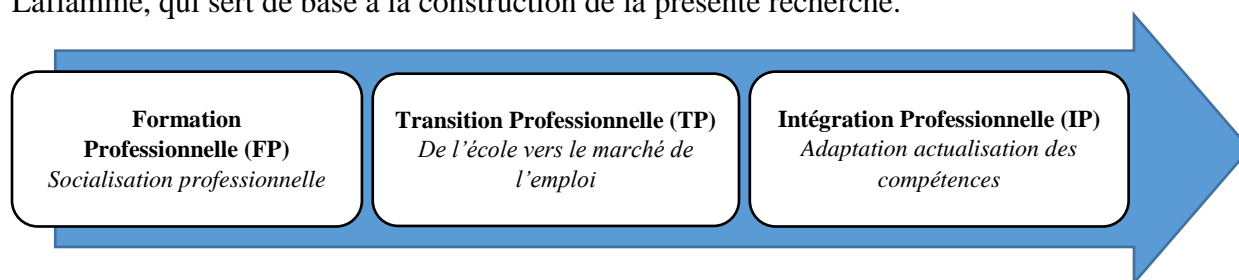 Laflamme, qui sert de base à la construction de la présente recherche.
Formation
Professionnelle (FP)
Socialisation professionnelle
Transition Professionnelle (TP)
De l'école vers le marché de
l'emploi
Intégration Professionnelle (IP)
Adaptation actualisation des
compétences